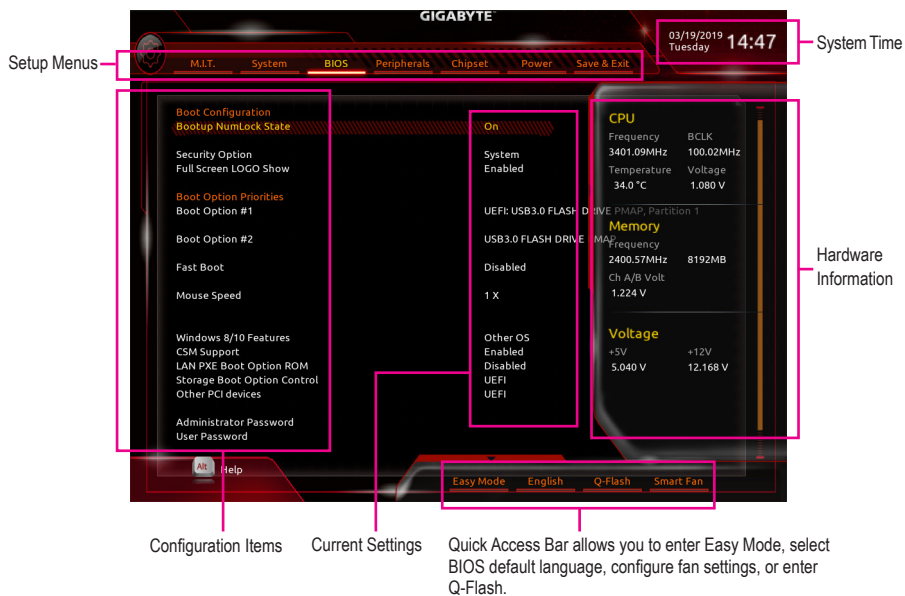 GIGABYTE
03/19/2019
Tuesday 14:47
System Time
Setup Menus
M.I.T. System BIOS Peripherals Chipset Power Save & Exit
Boot Configuration
Bootup NumLock State On
Security Option System
Full Screen LOGO Show Enabled
Boot Option Priorities
Boot Option #1 UEFI: USB3.0 FLASH DRIVE PMAP, Partition 1
Boot Option #2 USB3.0 FLASH DRIVE PMAP
Fast Boot Disabled
Mouse Speed 1 X
Windows 8/10 Features Other OS
CSM Support Enabled
LAN PXE Boot Option ROM Disabled
Storage Boot Option Control UEFI
Other PCI devices UEFI
Administrator Password
User Password
CPU
Frequency BCLK
3401.09MHz 100.02MHz
Temperature Voltage
34.0 °C 1.080 V
Memory
Frequency
2400.57MHz 8192MB
Ch A/B Volt
1.224 V
Voltage
+5V +12V
5.040 V 12.168 V
Hardware
Information
Alt Help
Easy Mode English Q-Flash Smart Fan
Configuration Items
Current Settings
Quick Access Bar allows you to enter Easy Mode, select
BIOS default language, configure fan settings, or enter
Q-Flash.